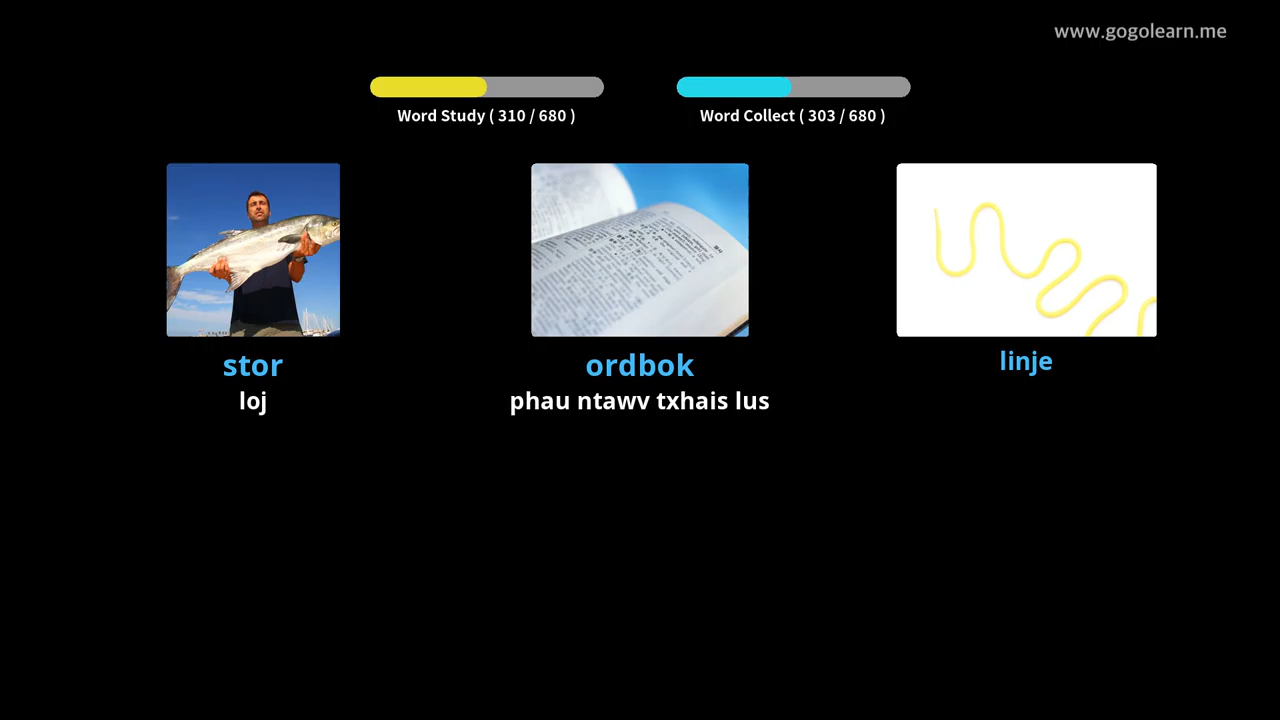 www.gogolearn.me
Word Study ( 310 / 680 )
Word Collect ( 303 / 680 )
stor
loj
ordbok
phau ntawv txhais lus
linje